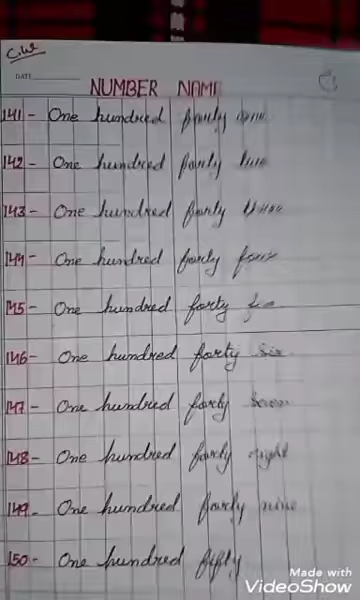 C.W
DATE
NUMBER NAME
141 - One hundred forty one
142 - One hundred forty two
143 - One hundred forty three
144 - One hundred forty four
145 - One hundred forty
146 - One hundred forty six
147 - One hundred forty seven
148 - One hundred forty eight
149 - One hundred forty nine
150 - One hundred fifty
Made with
VideoShow